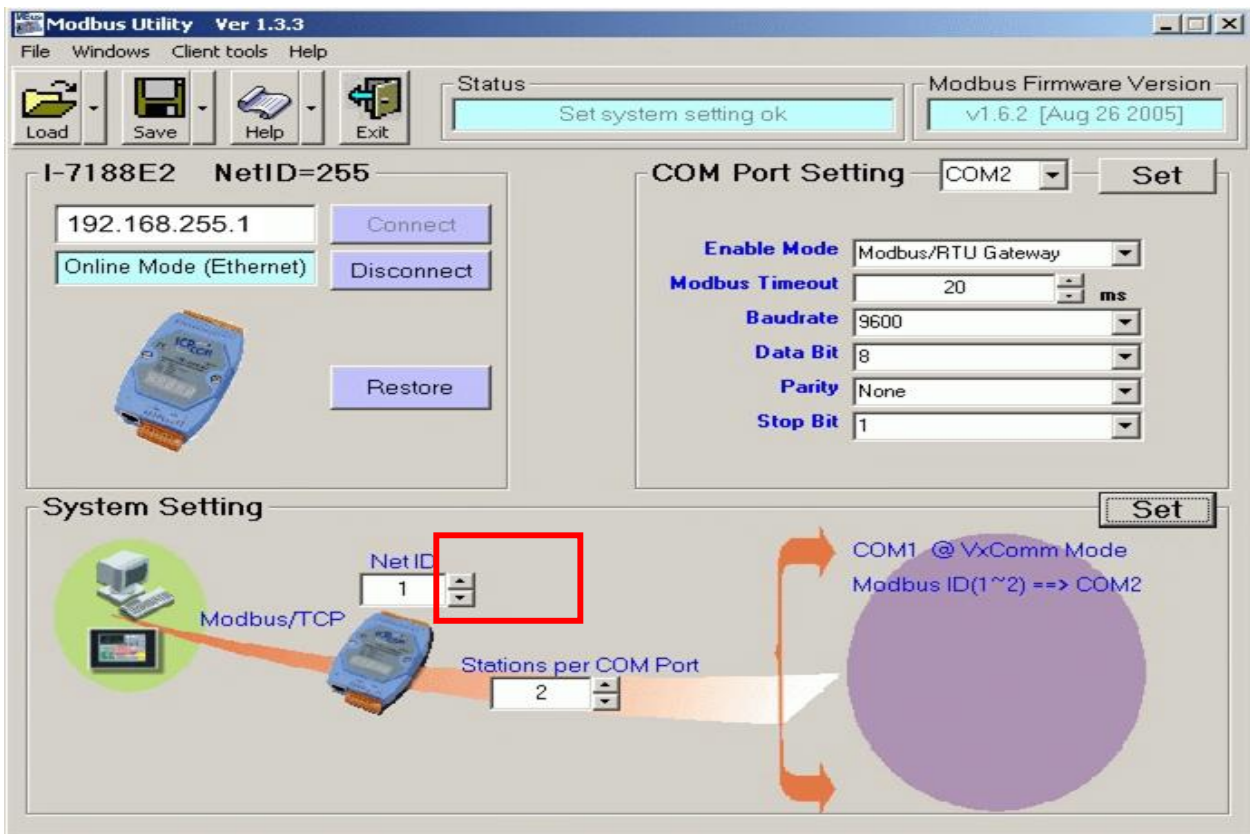 Modbus Utility Ver 1.3.3
File Windows Client tools Help
Load
Save
Help
Exit
Status
Set system setting ok
Modbus Firmware Version
v1.6.2 [Aug 26 2005]
I-7188E2 NetID=255
192.168.255.1
Connect
Online Mode (Ethernet)
Disconnect
Restore
COM Port Setting
COM2
Set
Enable Mode
Modbus/RTU Gateway
Modbus Timeout
20
ms
Baudrate
9600
Data Bit
8
Parity
None
Stop Bit
1
System Setting
Set
Net ID
1
Modbus/TCP
Stations per COM Port
2
COM1 @ VxComm Mode
Modbus ID(1~2) ==> COM2